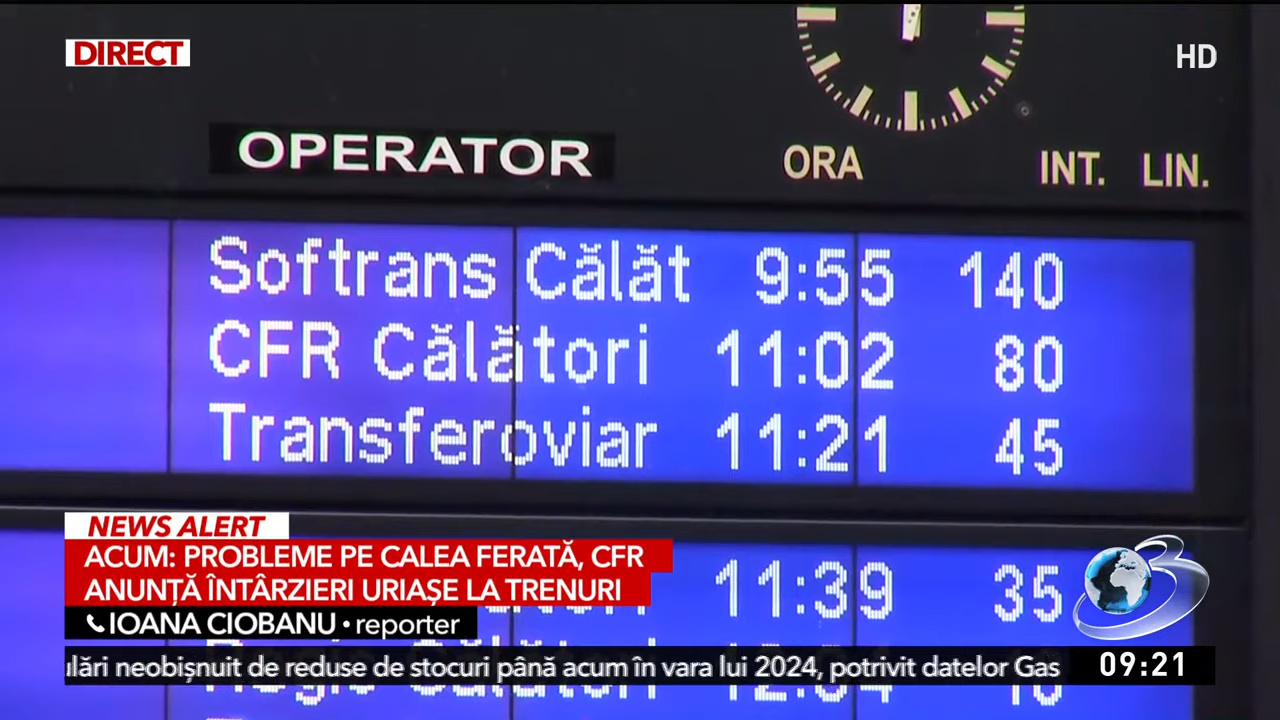 DIRECT
HD
OPERATOR ORA INT. LIN.
Softrans Călăt 9:55 140
CFR Călători 11:02 80
Transferoviar 11:21 45
11:39 35
NEWS ALERT
ACUM: PROBLEME PE CALEA FERATĂ, CFR
ANUNȚĂ ÎNTÂRZIERI URIAȘE LA TRENURI
IOANA CIOBANU • reporter
3
ulări neobișnuit de reduse de stocuri până acum în vara lui 2024, potrivit datelor Gas
09:21